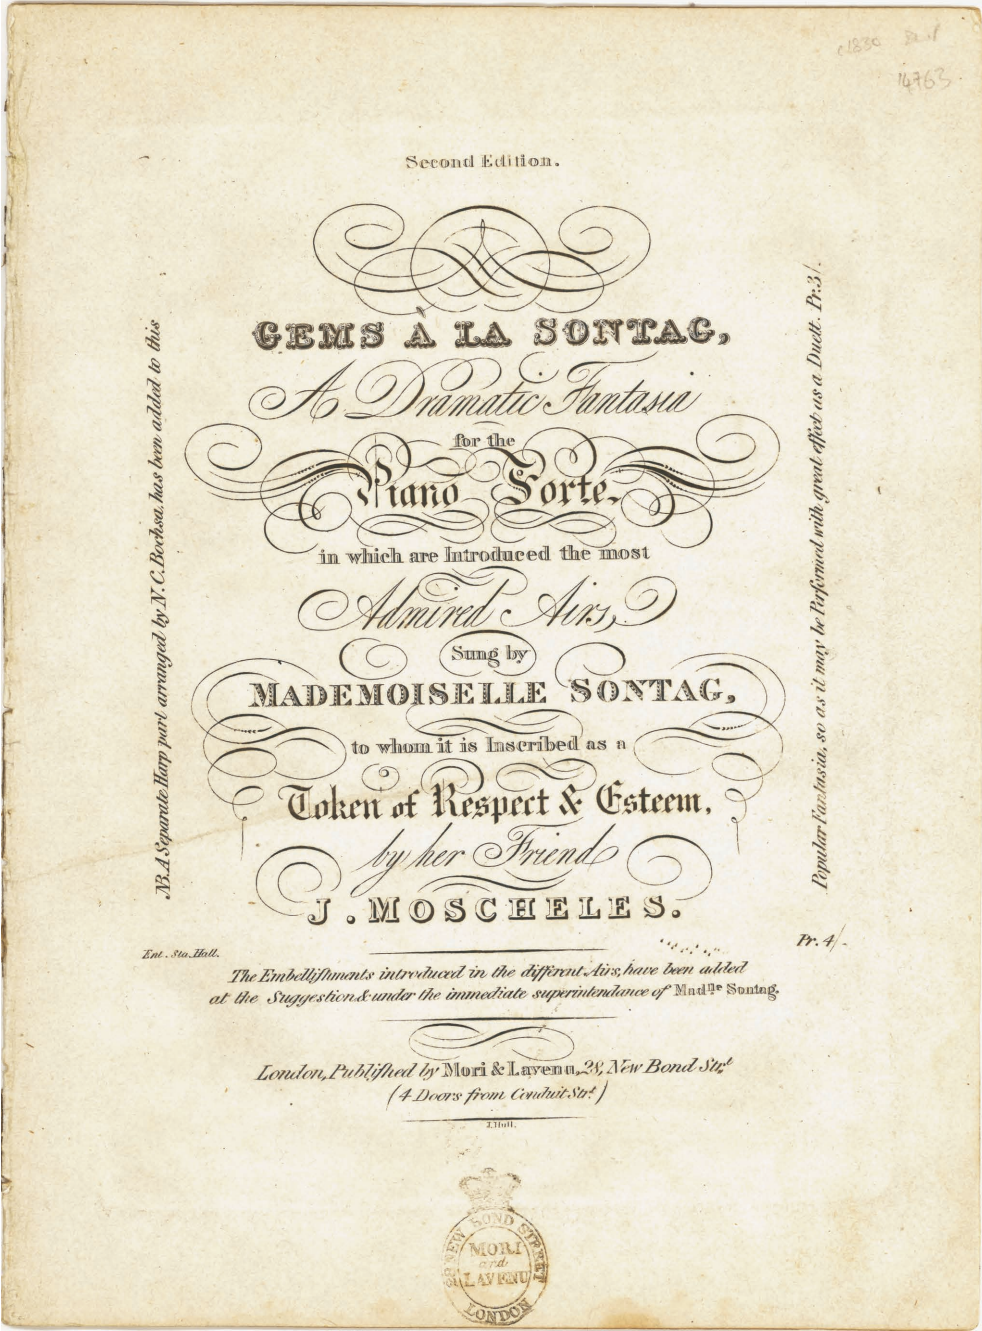 c1830
14763
Second Edition.
GEMS À LA SONTAG,
A Dramatic Fantasia
for the
Piano Forte,
in which are Introduced the most
Admired Airs,
Sung by
MADEMOISELLE SONTAG,
to whom it is Inscribed as a
Token of Respect & Esteem,
by her Friend
J. MOSCHELES.
NB. A Separate Harp part arranged by N. C. Bochsa, has been added to this
Popular Fantasia, so as it may be Performed with great effect as a Duett. Pr. 3/.
Ent. Sta. Hall.
Pr. 4/-
The Embelliſhments introduced in the different Airs, have been added
at the Suggestion & under the immediate superintendance of Madlle Sontag.
London, Publiſhed by Mori & Lavenu, 28, New Bond Strt
(4 Doors from Conduit Strt)
28 NEW BOND STREET
MORI
and
LAVENU
LONDON